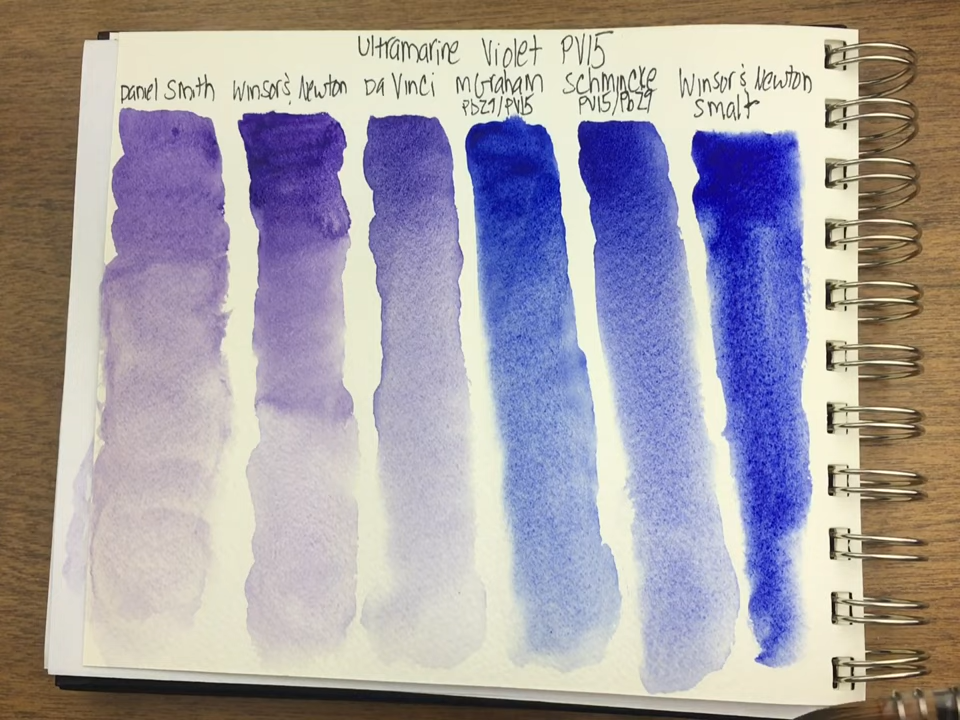 Ultramarine Violet PV15
Daniel Smith Winsor & Newton Da Vinci M Graham Schmincke Winsor & Newton
PB29/PV15 PV15/PB29 Smalt